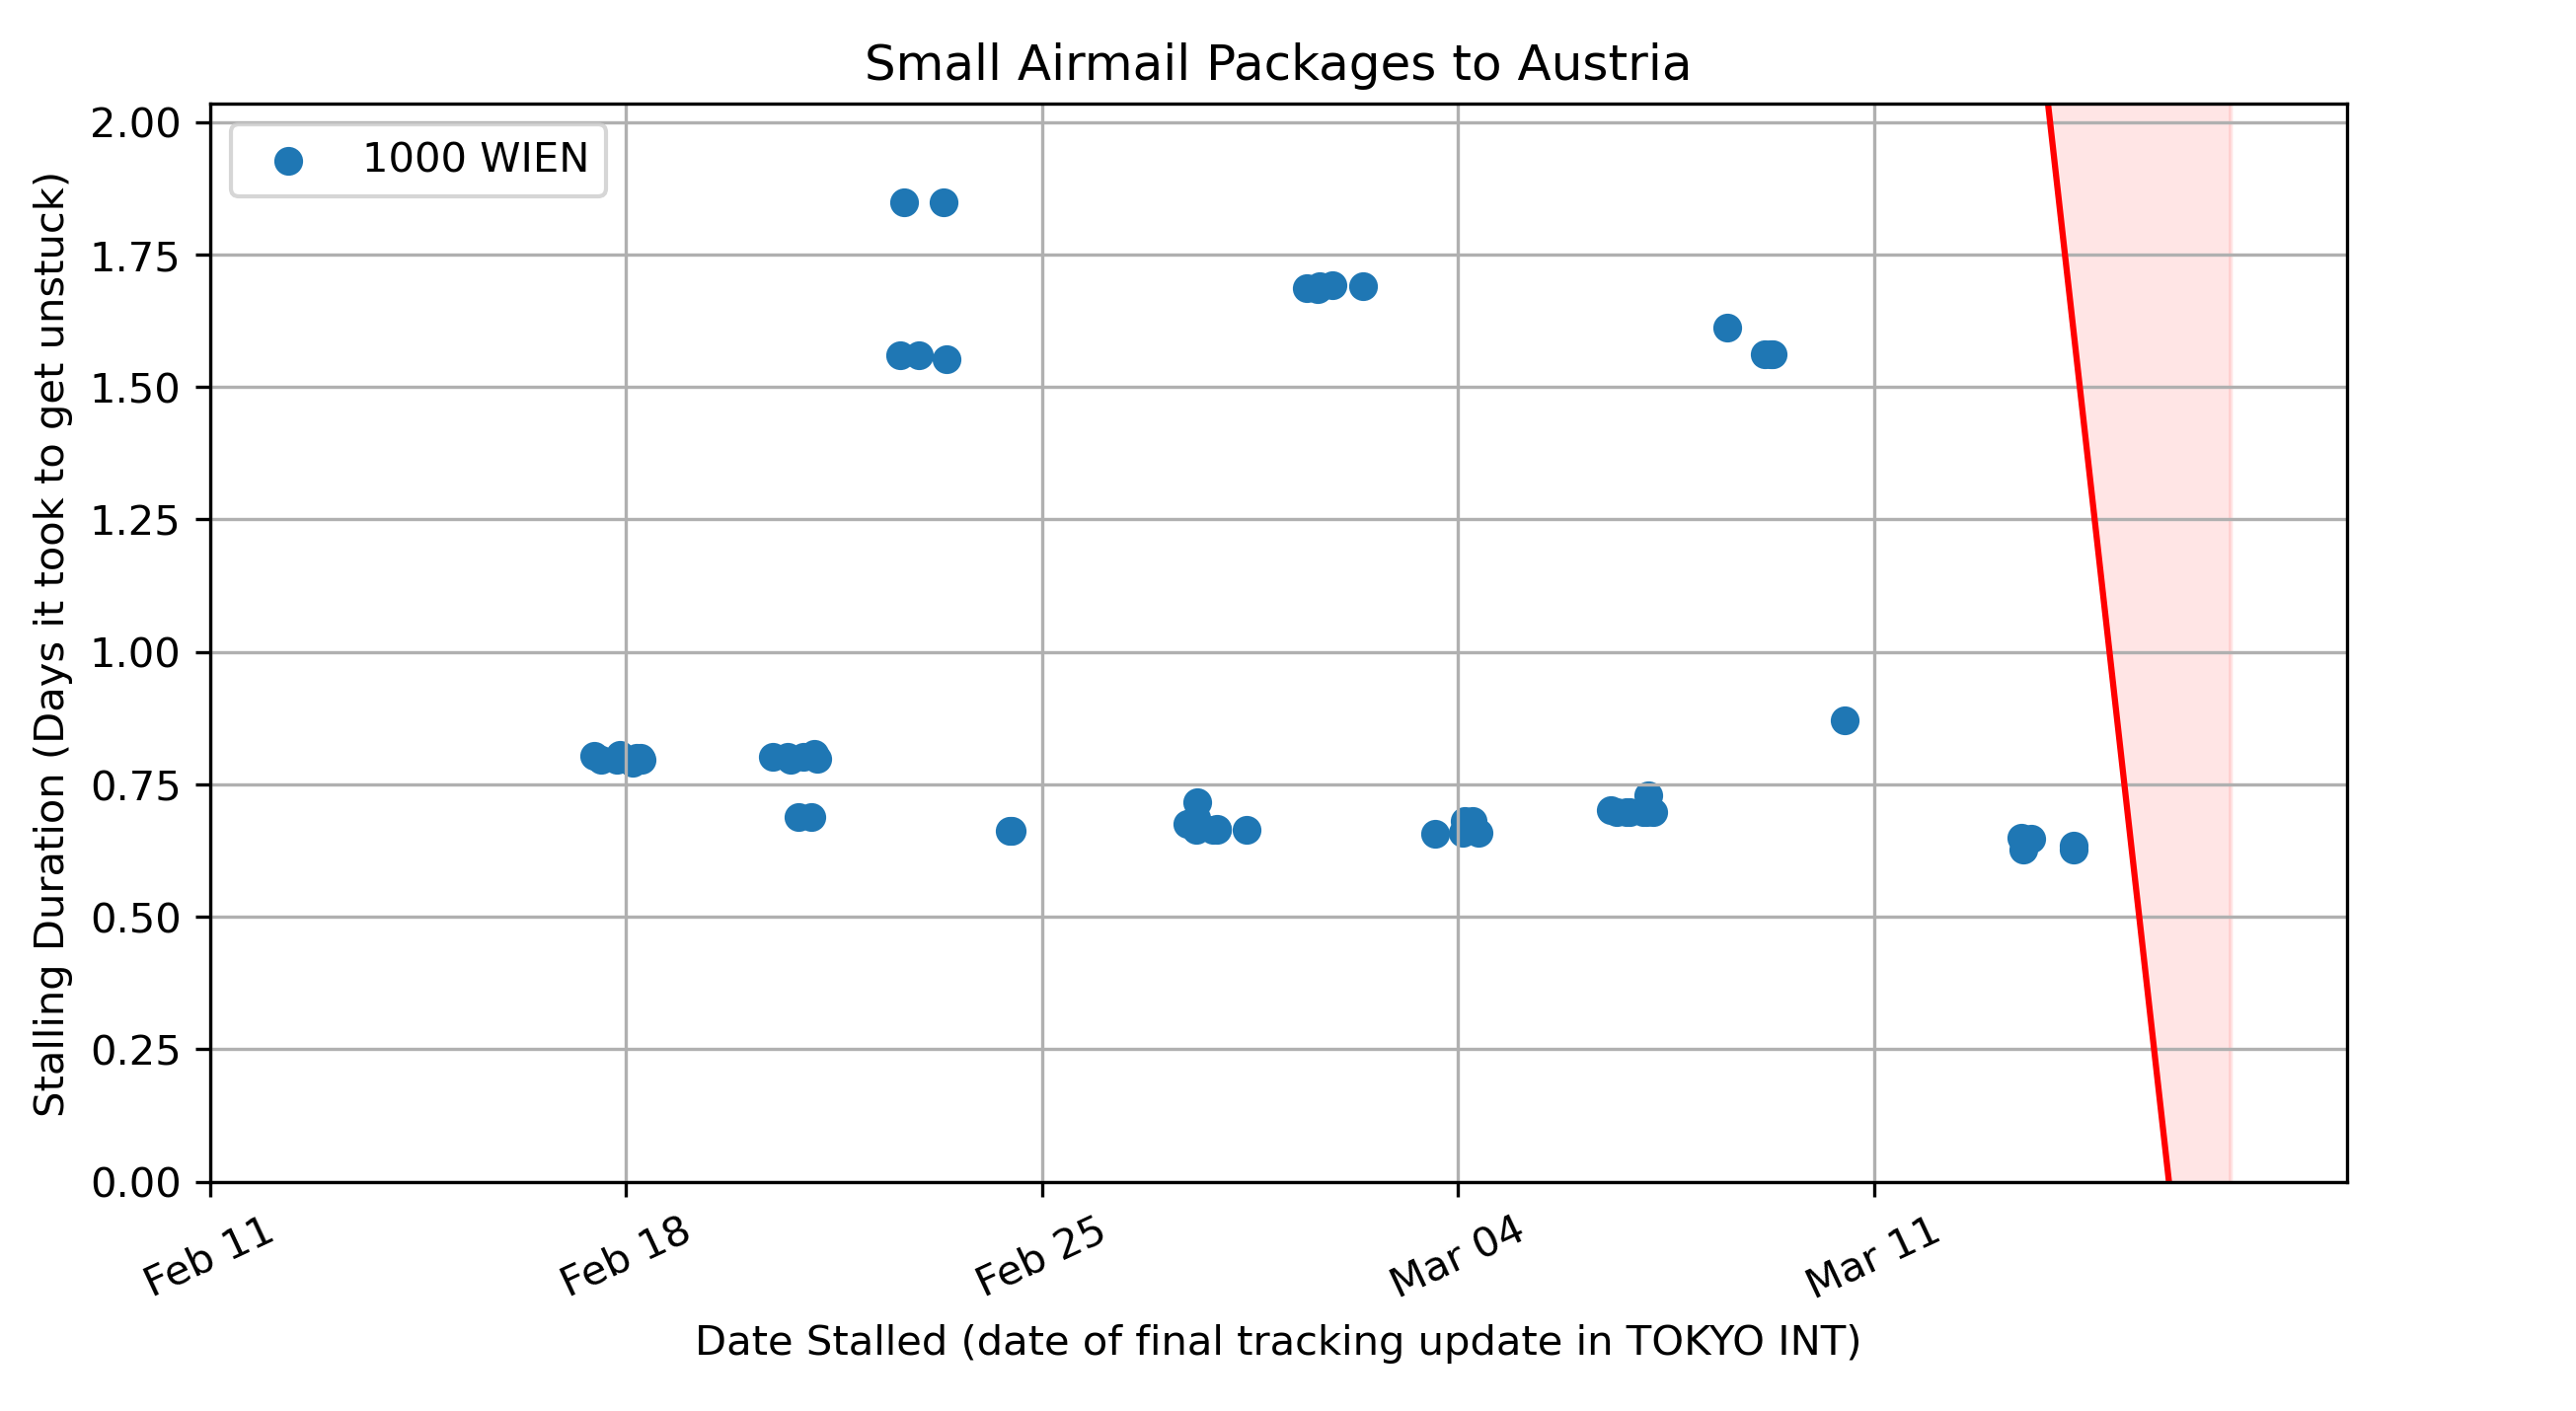 Small Airmail Packages to Austria
1000 WIEN
Stalling Duration (Days it took to get unstuck)
2.00
1.75
1.50
1.25
1.00
0.75
0.50
0.25
0.00
Feb 11
Feb 18
Feb 25
Mar 04
Mar 11
Date Stalled (date of final tracking update in TOKYO INT)